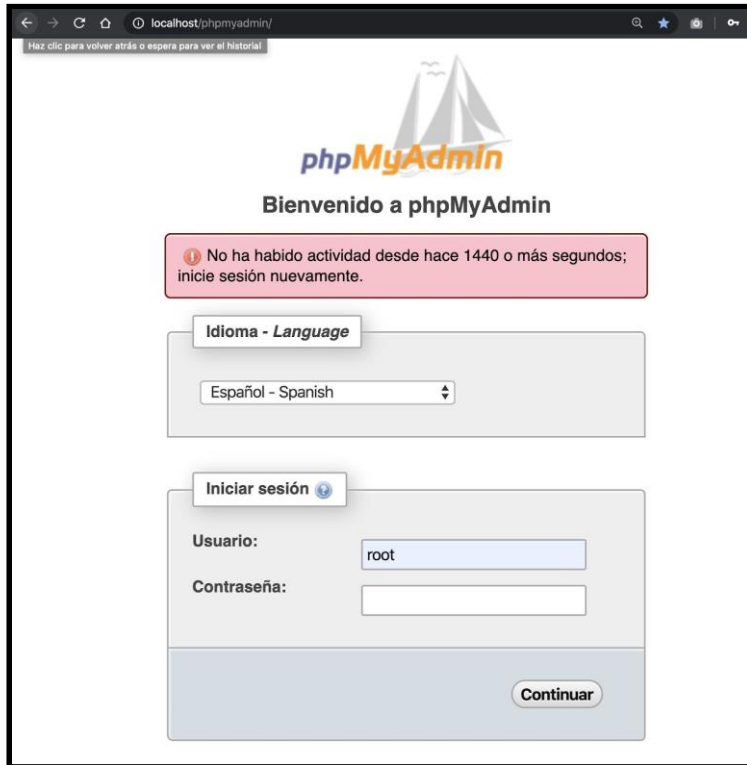 localhost/phpmyadmin/
Haz clic para volver atrás o espera para ver el historial
phpMyAdmin
Bienvenido a phpMyAdmin
No ha habido actividad desde hace 1440 o más segundos;
inicie sesión nuevamente.
Idioma - Language
Español - Spanish
Iniciar sesión
Usuario:
root
Contraseña:
Continuar